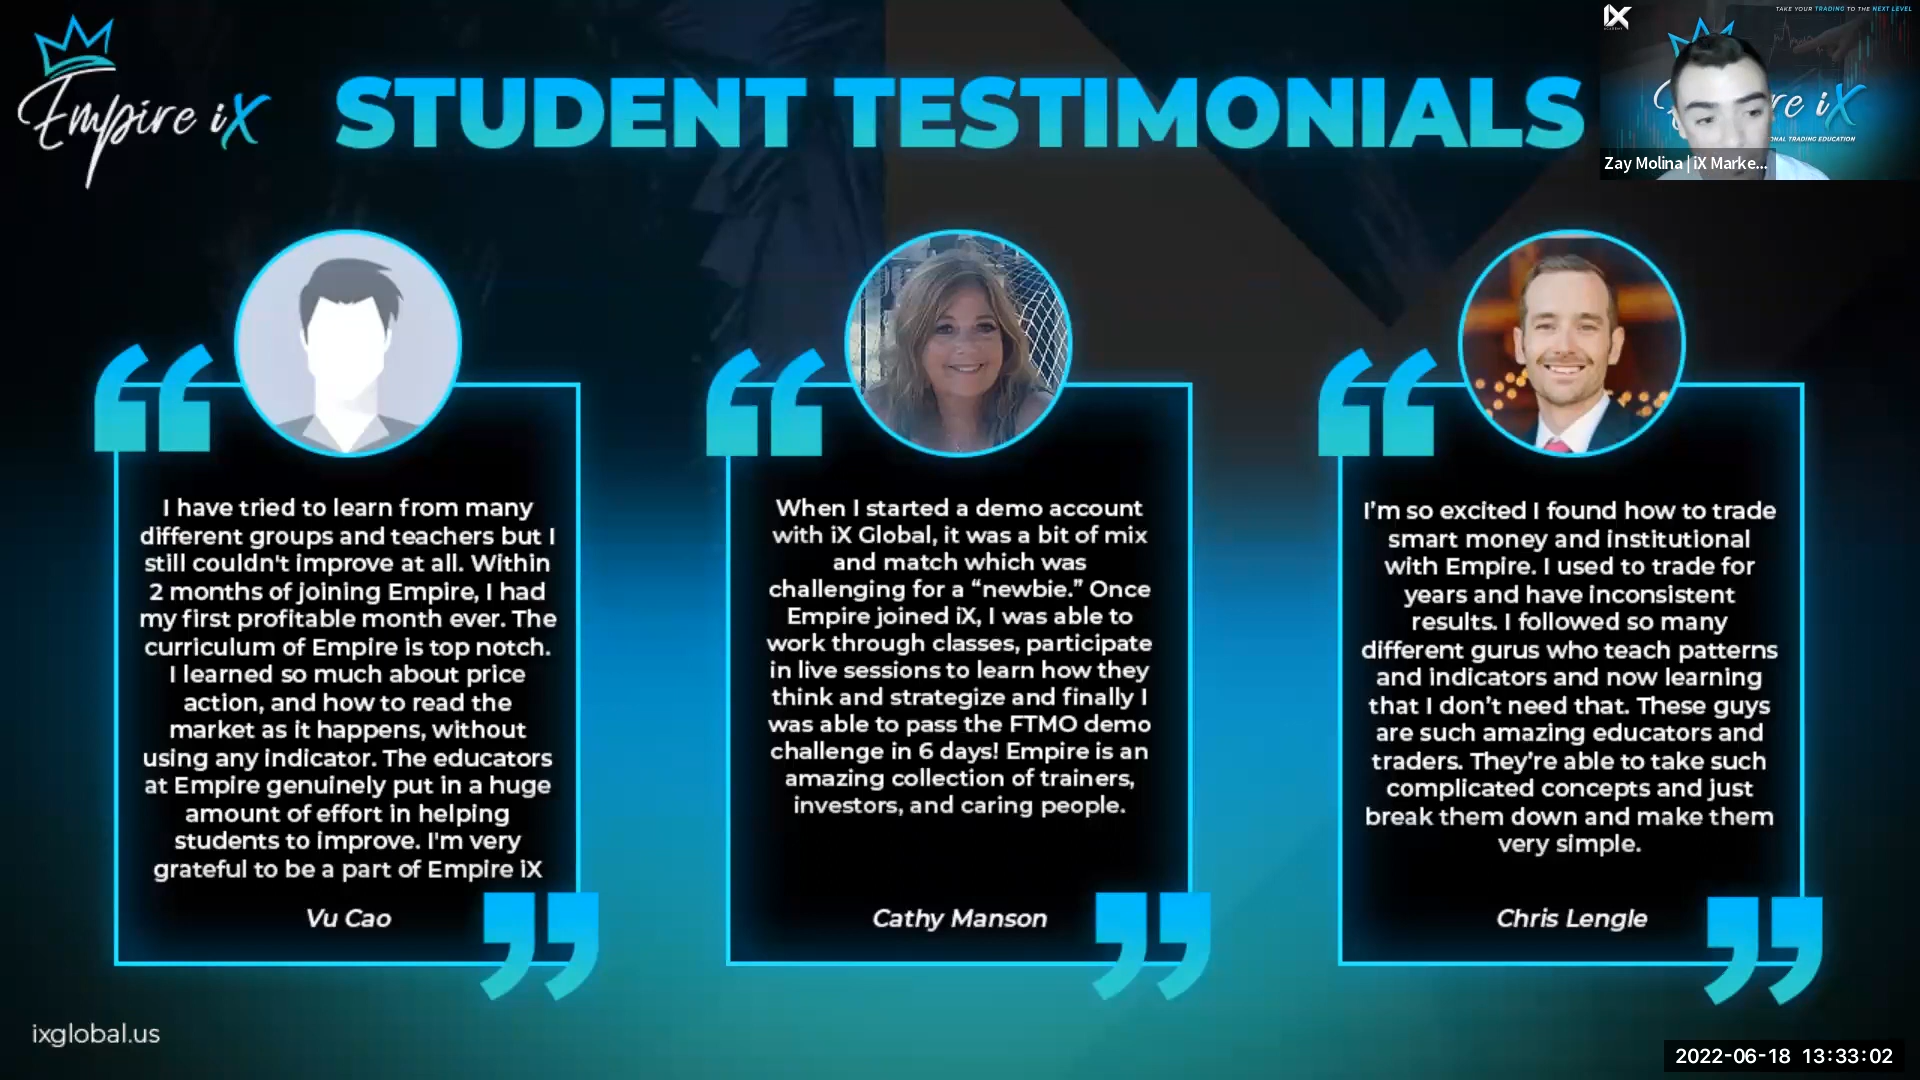 Empire iX
STUDENT TESTIMONIALS
TAKE YOUR TRADING TO THE NEXT LEVEL
iX
re iX
ONAL TRADING EDUCATION
Zay Molina | iX Marke...
I have tried to learn from many
different groups and teachers but I
still couldn't improve at all. Within
2 months of joining Empire, I had
my first profitable month ever. The
curriculum of Empire is top notch.
I learned so much about price
action, and how to read the
market as it happens, without
using any indicator. The educators
at Empire genuinely put in a huge
amount of effort in helping
students to improve. I'm very
grateful to be a part of Empire iX
Vu Cao
When I started a demo account
with iX Global, it was a bit of mix
and match which was
challenging for a “newbie.” Once
Empire joined iX, I was able to
work through classes, participate
in live sessions to learn how they
think and strategize and finally I
was able to pass the FTMO demo
challenge in 6 days! Empire is an
amazing collection of trainers,
investors, and caring people.
Cathy Manson
I’m so excited I found how to trade
smart money and institutional
with Empire. I used to trade for
years and have inconsistent
results. I followed so many
different gurus who teach patterns
and indicators and now learning
that I don’t need that. These guys
are such amazing educators and
traders. They’re able to take such
complicated concepts and just
break them down and make them
very simple.
Chris Lengle
ixglobal.us
2022-06-18 13:33:02